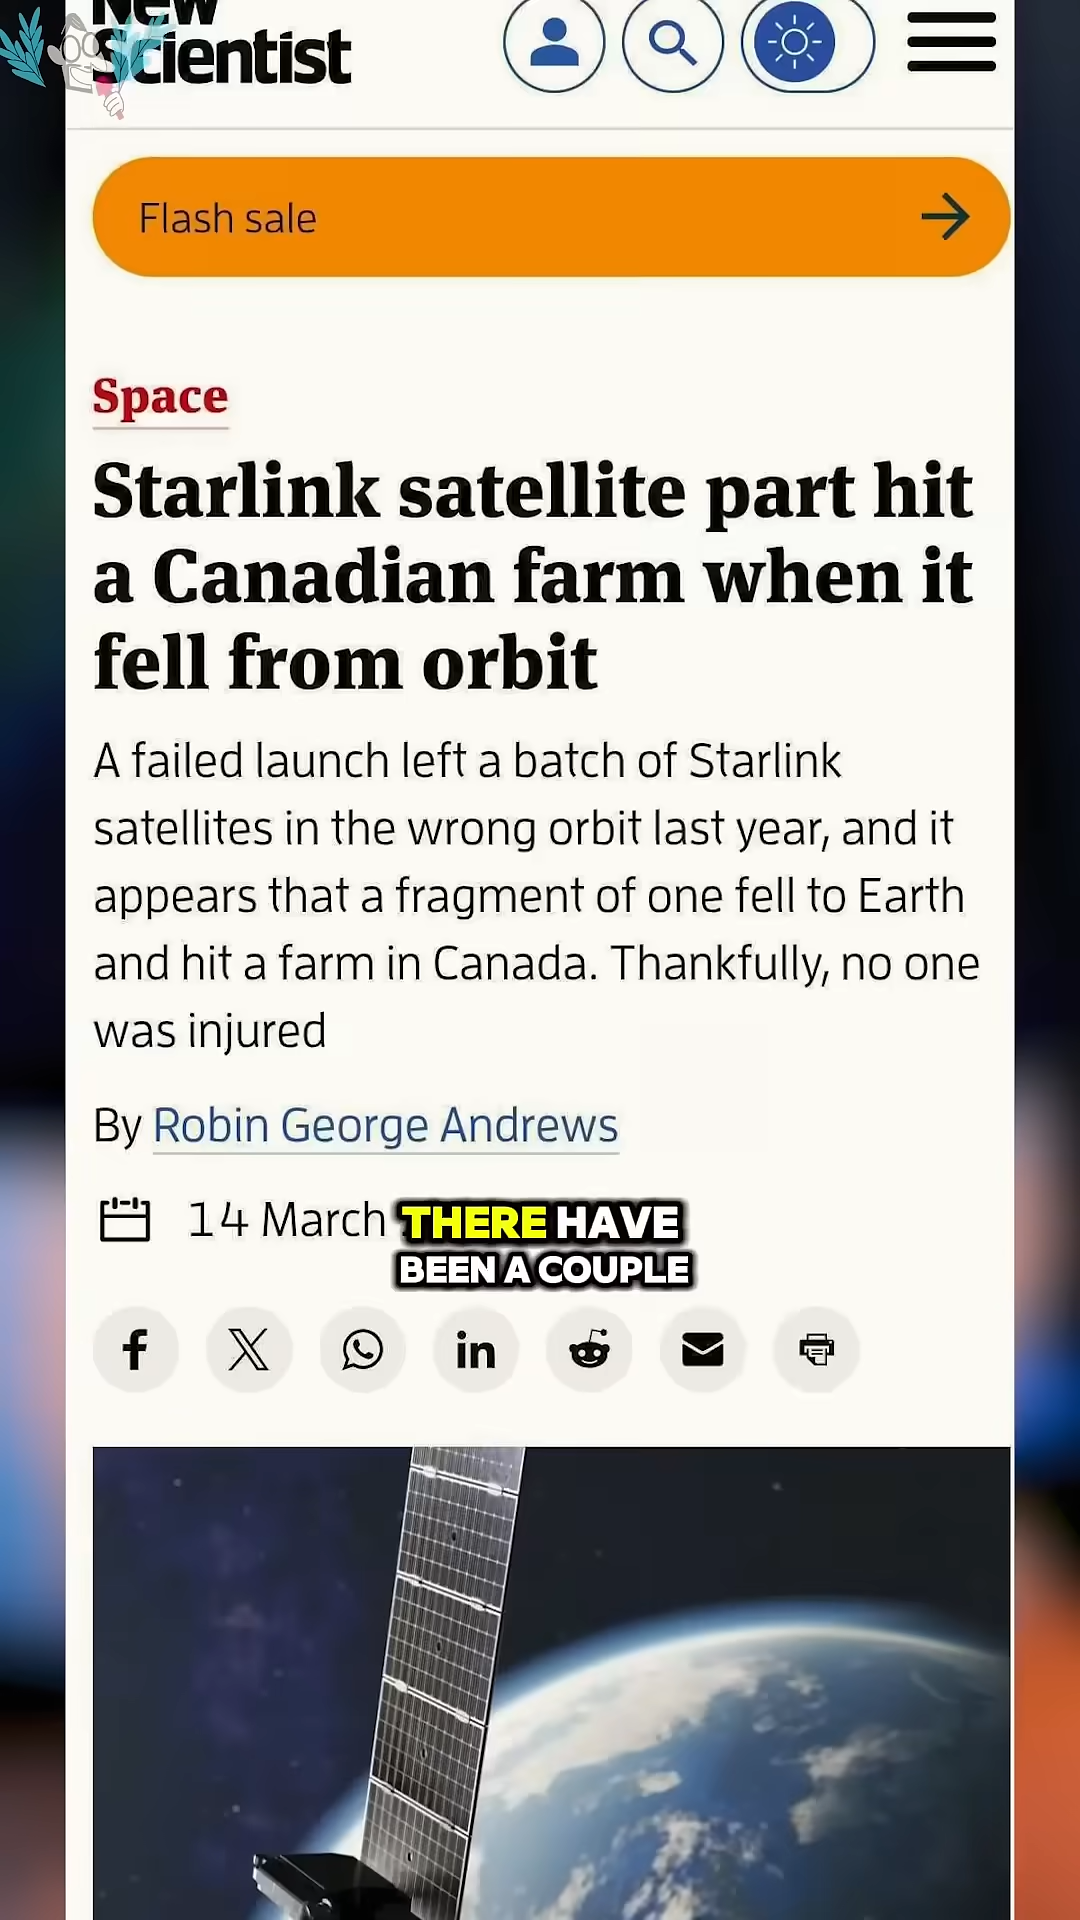 New
Scientist
Flash sale
Space
Starlink satellite part hit
a Canadian farm when it
fell from orbit
A failed launch left a batch of Starlink
satellites in the wrong orbit last year, and it
appears that a fragment of one fell to Earth
and hit a farm in Canada. Thankfully, no one
was injured
By Robin George Andrews
14 March
THERE HAVE
BEEN A COUPLE